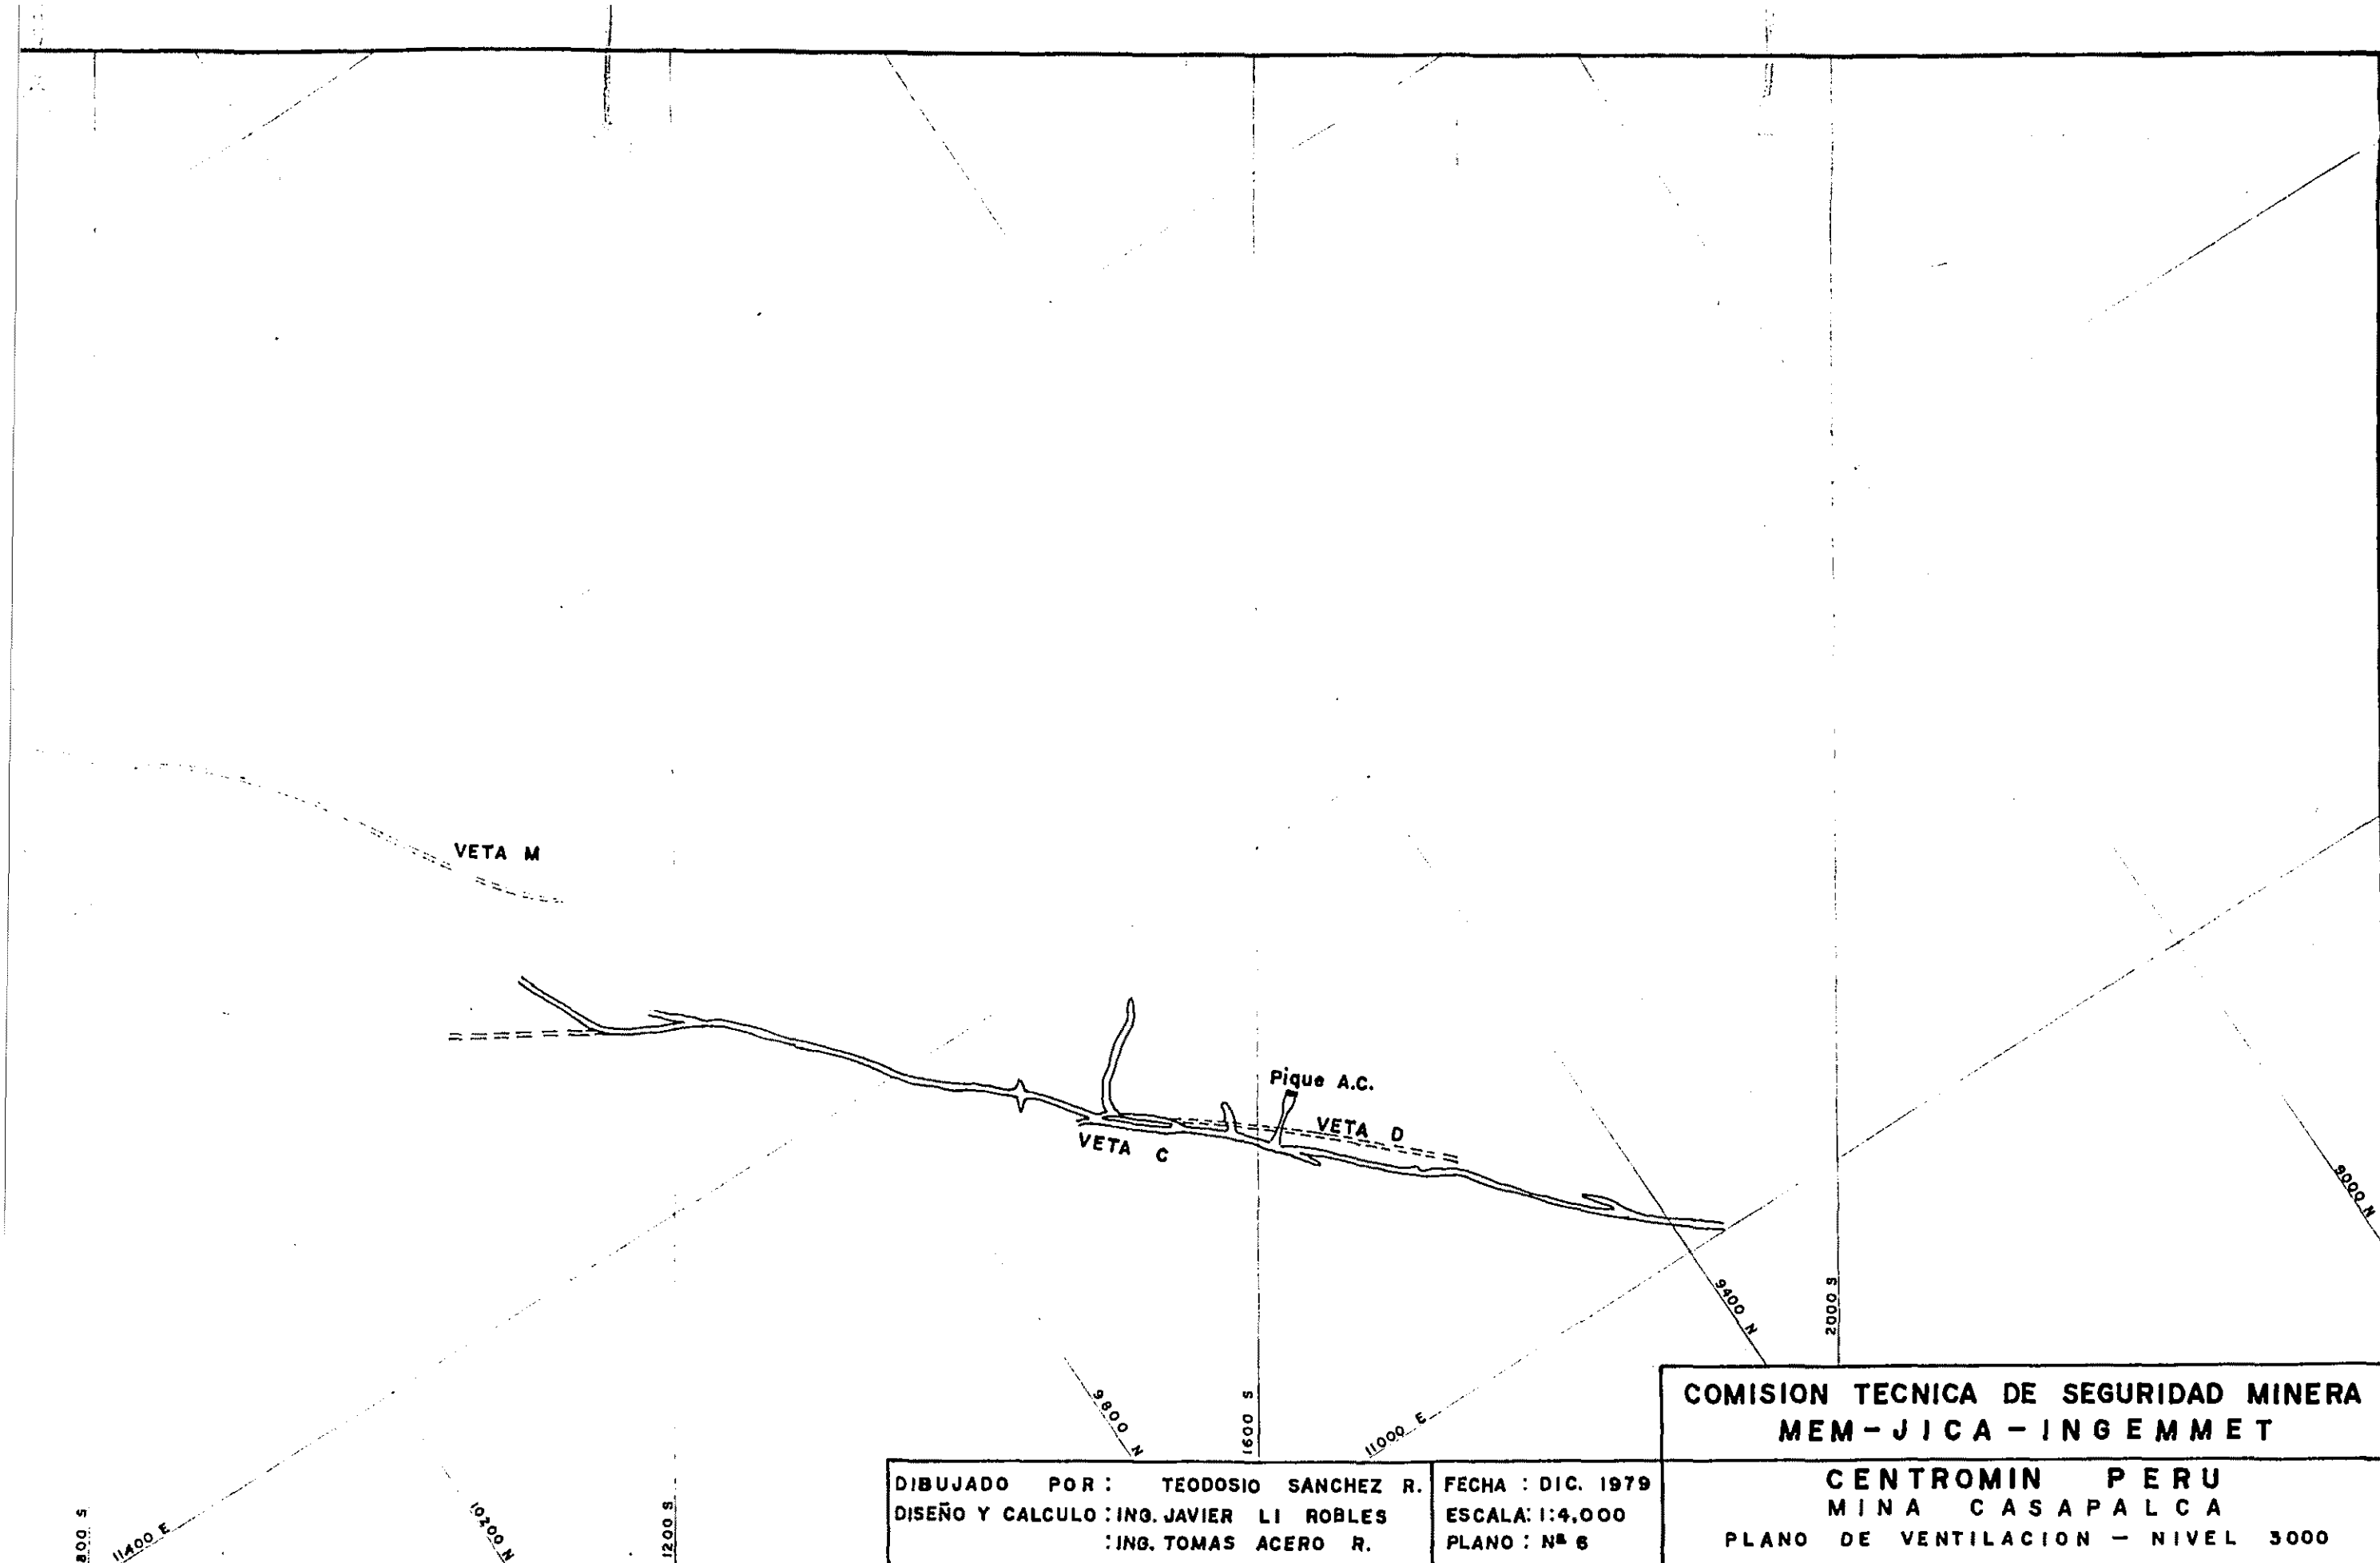 VETA M
Pique A.C.
VETA D
VETA C
9000 N
9400 N
2000 S
9800 N
1600 S
11000 E
800 S
11400 E
10200 N
1200 S
COMISION TECNICA DE SEGURIDAD MINERA
MEM-JICA-INGEMMET
DIBUJADO POR : TEODOSIO SANCHEZ R.
DISEÑO Y CALCULO : ING. JAVIER LI ROBLES
: ING. TOMAS ACERO R.
FECHA : DIC. 1979
ESCALA: 1:4,000
PLANO : Nº 6
CENTROMIN PERU
MINA CASAPALCA
PLANO DE VENTILACION — NIVEL 3000